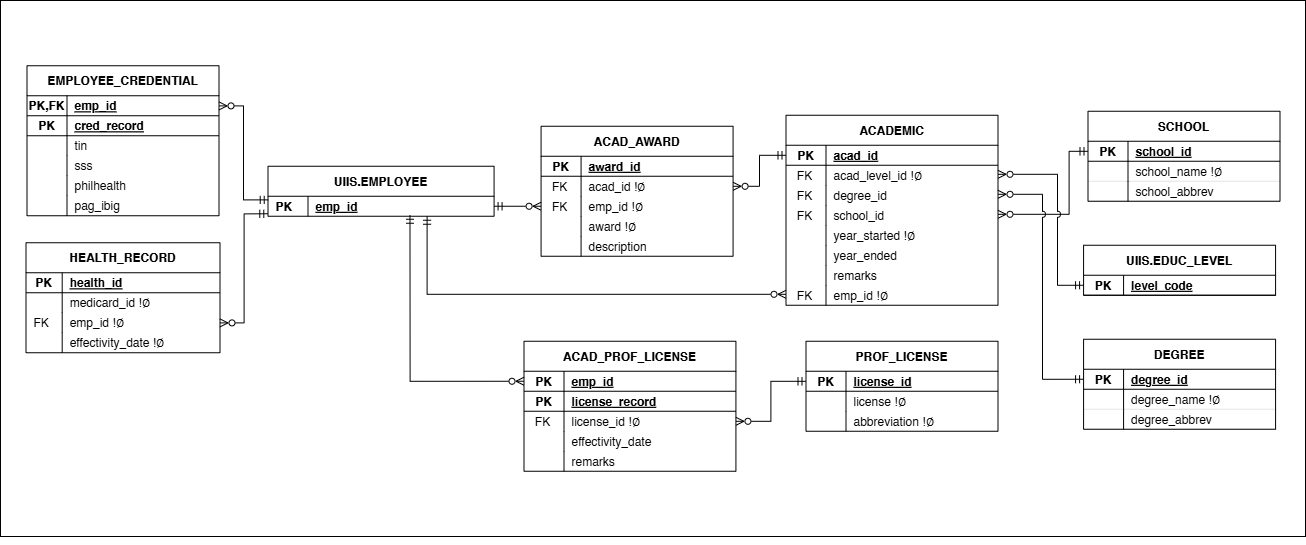 EMPLOYEE_CREDENTIAL
PK,FK emp_id
PK cred_record
tin
sss
philhealth
pag_ibig
HEALTH_RECORD
PK health_id
medicard_id !Ø
FK emp_id !Ø
effectivity_date !Ø
UIIS.EMPLOYEE
PK emp_id
ACAD_AWARD
PK award_id
FK acad_id !Ø
FK emp_id !Ø
award !Ø
description
ACADEMIC
PK acad_id
FK acad_level_id !Ø
FK degree_id
FK school_id
year_started !Ø
year_ended
remarks
FK emp_id !Ø
SCHOOL
PK school_id
school_name !Ø
school_abbrev
UIIS.EDUC_LEVEL
PK level_code
DEGREE
PK degree_id
degree_name !Ø
degree_abbrev
ACAD_PROF_LICENSE
PK emp_id
PK license_record
FK license_id !Ø
effectivity_date
remarks
PROF_LICENSE
PK license_id
license !Ø
abbreviation !Ø